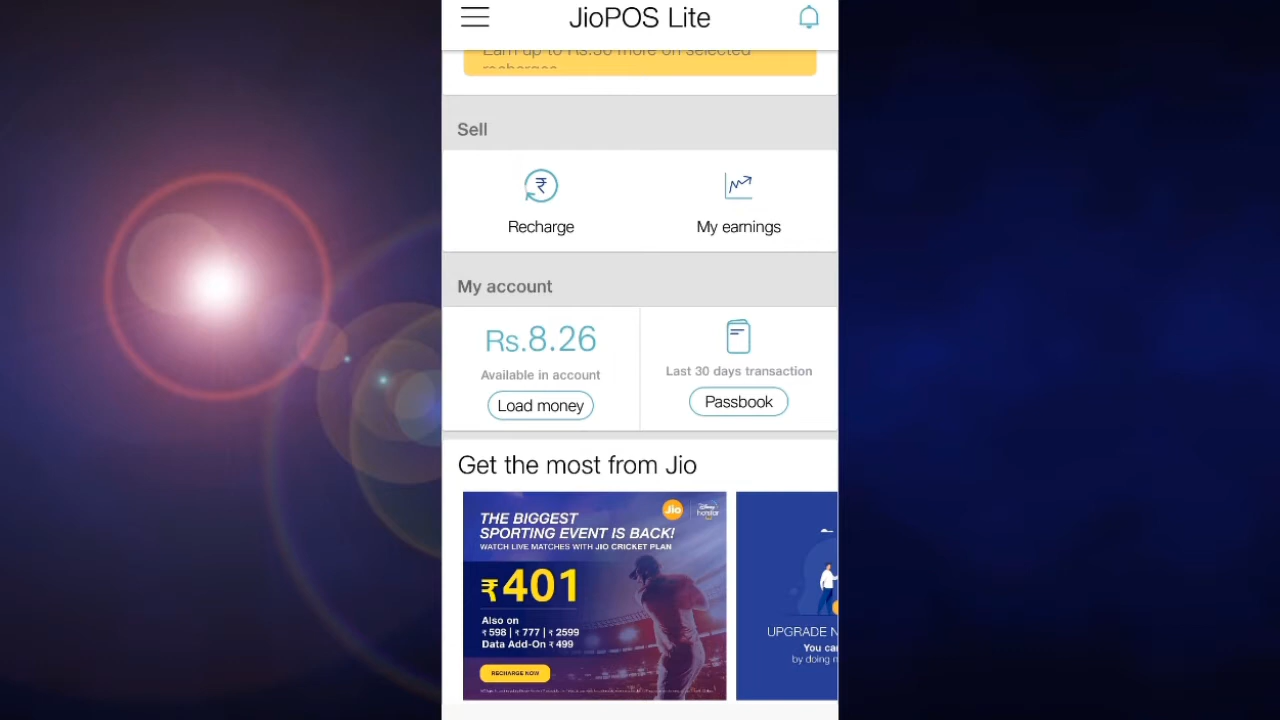 JioPOS Lite
Earn up to Rs.50 more on selected
recharges
Sell
Recharge
My earnings
My account
Rs.8.26
Available in account
Load money
Last 30 days transaction
Passbook
Get the most from Jio
Jio
Disney
hotstar
THE BIGGEST
SPORTING EVENT IS BACK!
WATCH LIVE MATCHES WITH JIO CRICKET PLAN
₹401
Also on
₹ 598 | ₹ 777 | ₹ 2599
Data Add-On ₹ 499
RECHARGE NOW
UPGRADE N
You ca
by doing